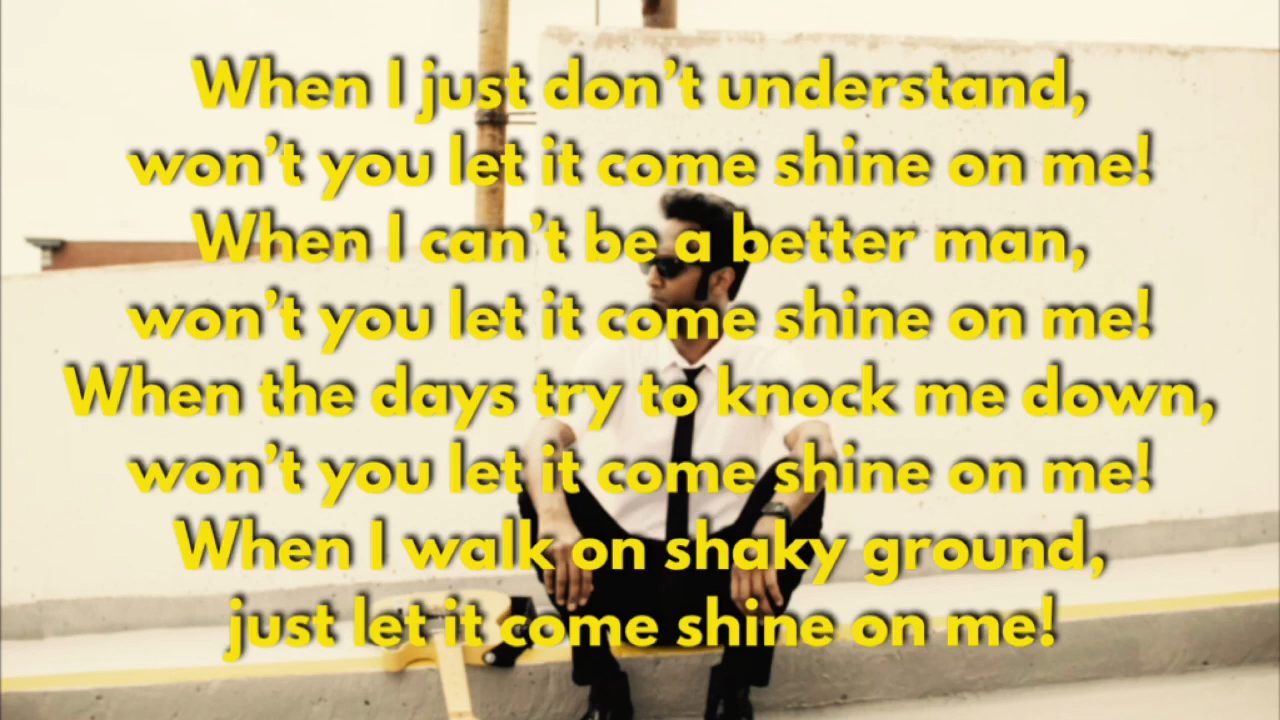 When I just don’t understand,
won’t you let it come shine on me!
When I can’t be a better man,
won’t you let it come shine on me!
When the days try to knock me down,
won’t you let it come shine on me!
When I walk on shaky ground,
just let it come shine on me!